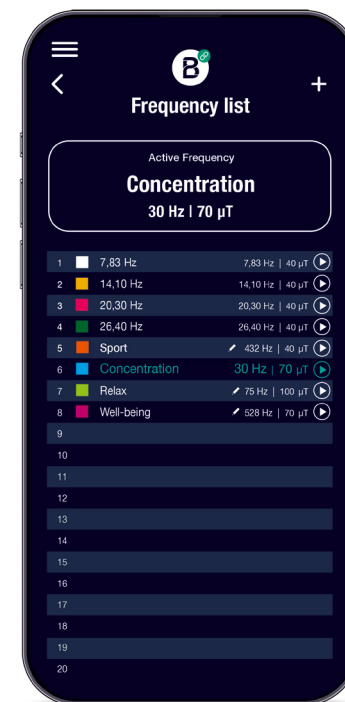 B
Frequency list
Active Frequency
Concentration
30 Hz | 70 µT
1 7,83 Hz 7,83 Hz | 40 µT
2 14,10 Hz 14,10 Hz | 40 µT
3 20,30 Hz 20,30 Hz | 40 µT
4 26,40 Hz 26,40 Hz | 40 µT
5 Sport 432 Hz | 40 µT
6 Concentration 30 Hz | 70 µT
7 Relax 75 Hz | 100 µT
8 Well-being 528 Hz | 70 µT
9
10
11
12
13
14
15
16
17
18
19
20